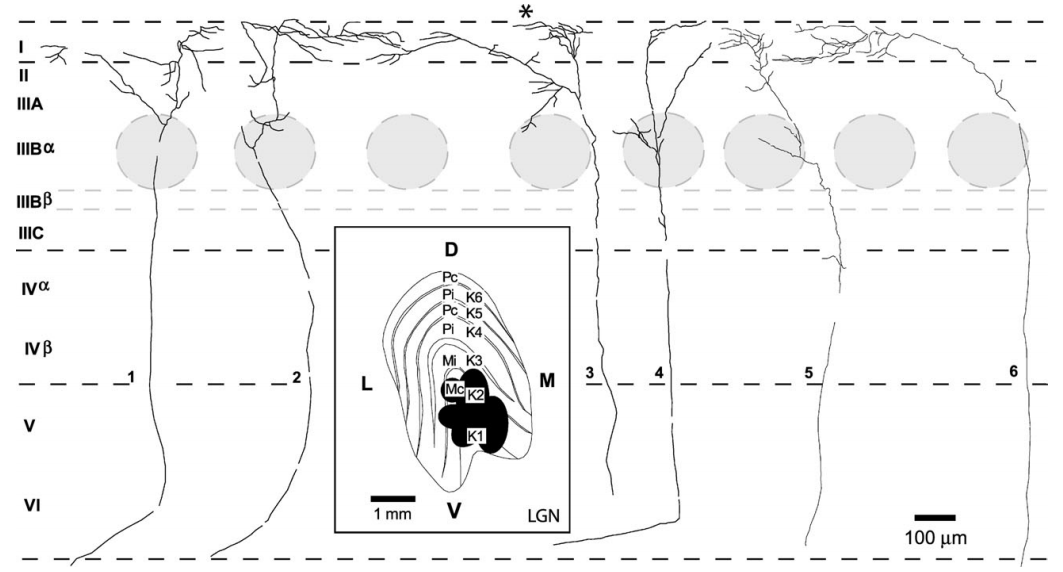 *
I
II
IIIA
IIIBα
IIIBβ
IIIC
IVα
IVβ
V
VI
1
2
3
4
5
6
D
Pc
Pi K6
Pc K5
Pi K4
Mi K3
L
M
Mc K2
K1
V
1 mm
LGN
100 μm